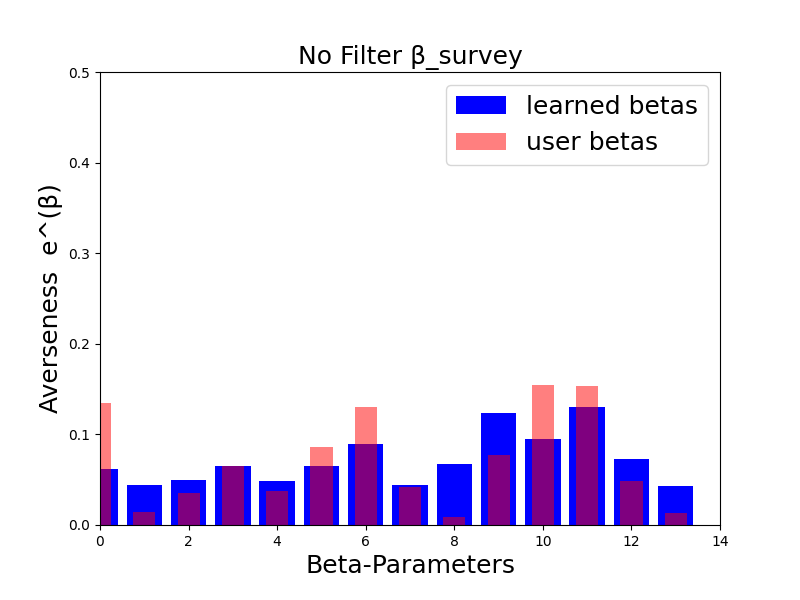 No Filter β_survey
learned betas
user betas
Averseness  e^(β)
0.5
0.4
0.3
0.2
0.1
0.0
0 2 4 6 8 10 12 14
Beta-Parameters